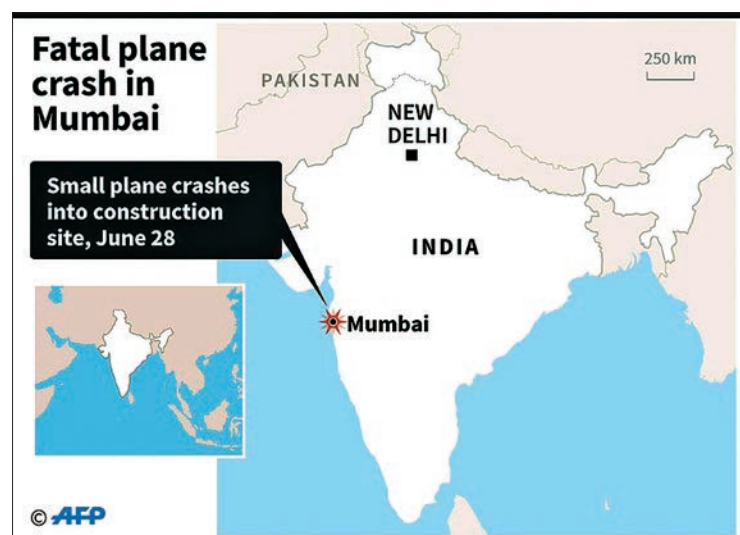 Fatal plane
crash in
Mumbai
250 km
PAKISTAN
NEW
DELHI
Small plane crashes
into construction
site, June 28
INDIA
Mumbai
© AFP